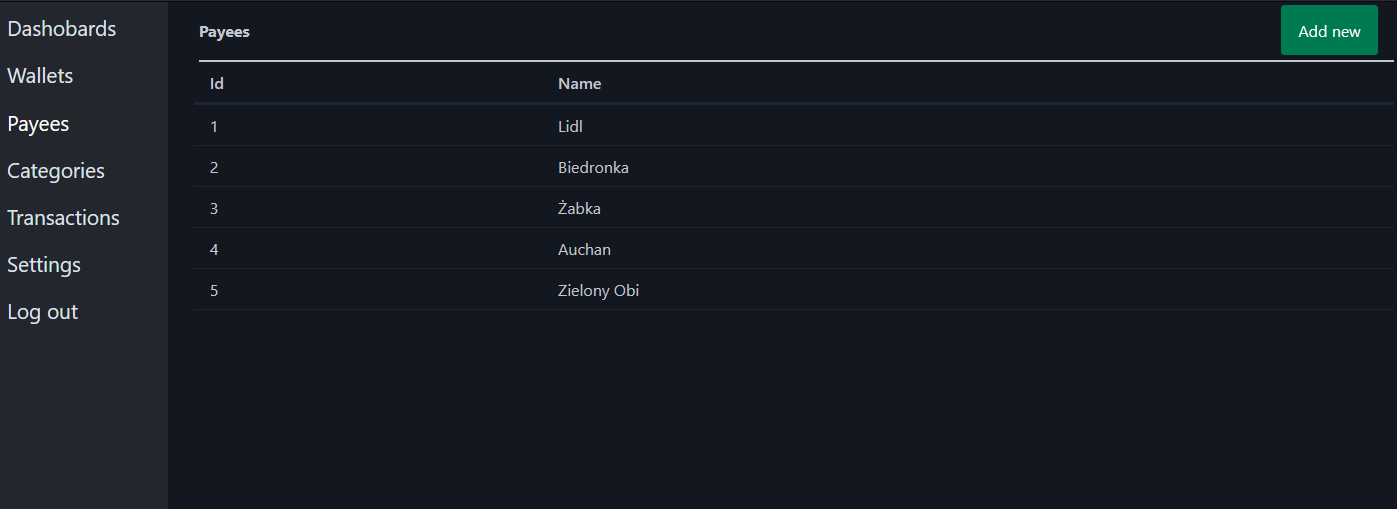 Dashobards
Wallets
Payees
Categories
Transactions
Settings
Log out
Payees
Add new
Id Name
1 Lidl
2 Biedronka
3 Żabka
4 Auchan
5 Zielony Obi